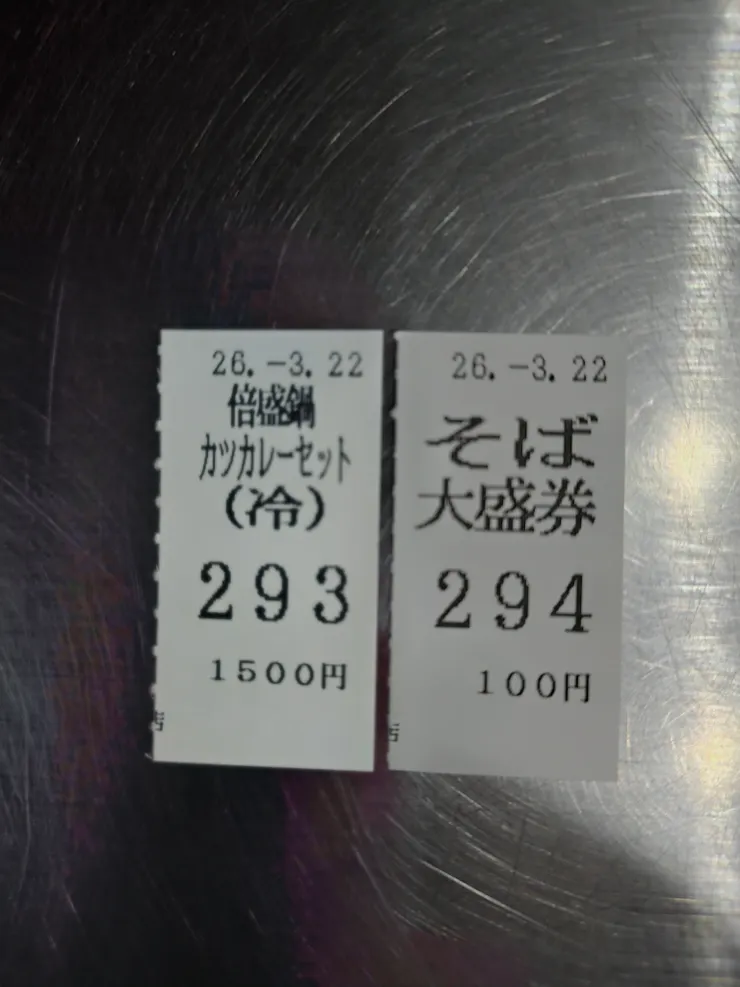 26.-3.22
倍盛鍋
カツカレーセット
(冷)
293
1500円
26.-3.22
そば
大盛券
294
100円